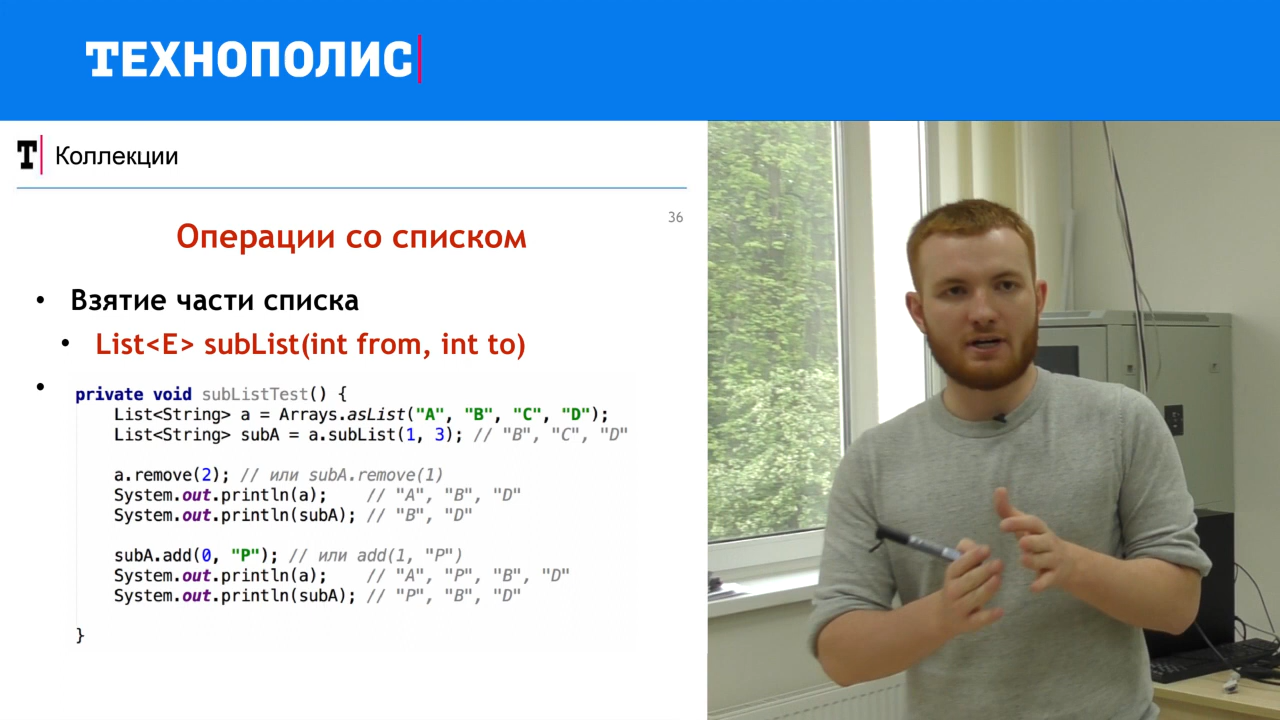 ТЕХНОПОЛИС
Т Коллекции
36
Операции со списком
• Взятие части списка
• List<E> subList(int from, int to)
•
private void subListTest() {
List<String> a = Arrays.asList("A", "B", "C", "D");
List<String> subA = a.subList(1, 3); // "B", "C", "D"
a.remove(2); // или subA.remove(1)
System.out.println(a); // "A", "B", "D"
System.out.println(subA); // "B", "D"
subA.add(0, "P"); // или add(1, "P")
System.out.println(a); // "A", "P", "B", "D"
System.out.println(subA); // "P", "B", "D"
}